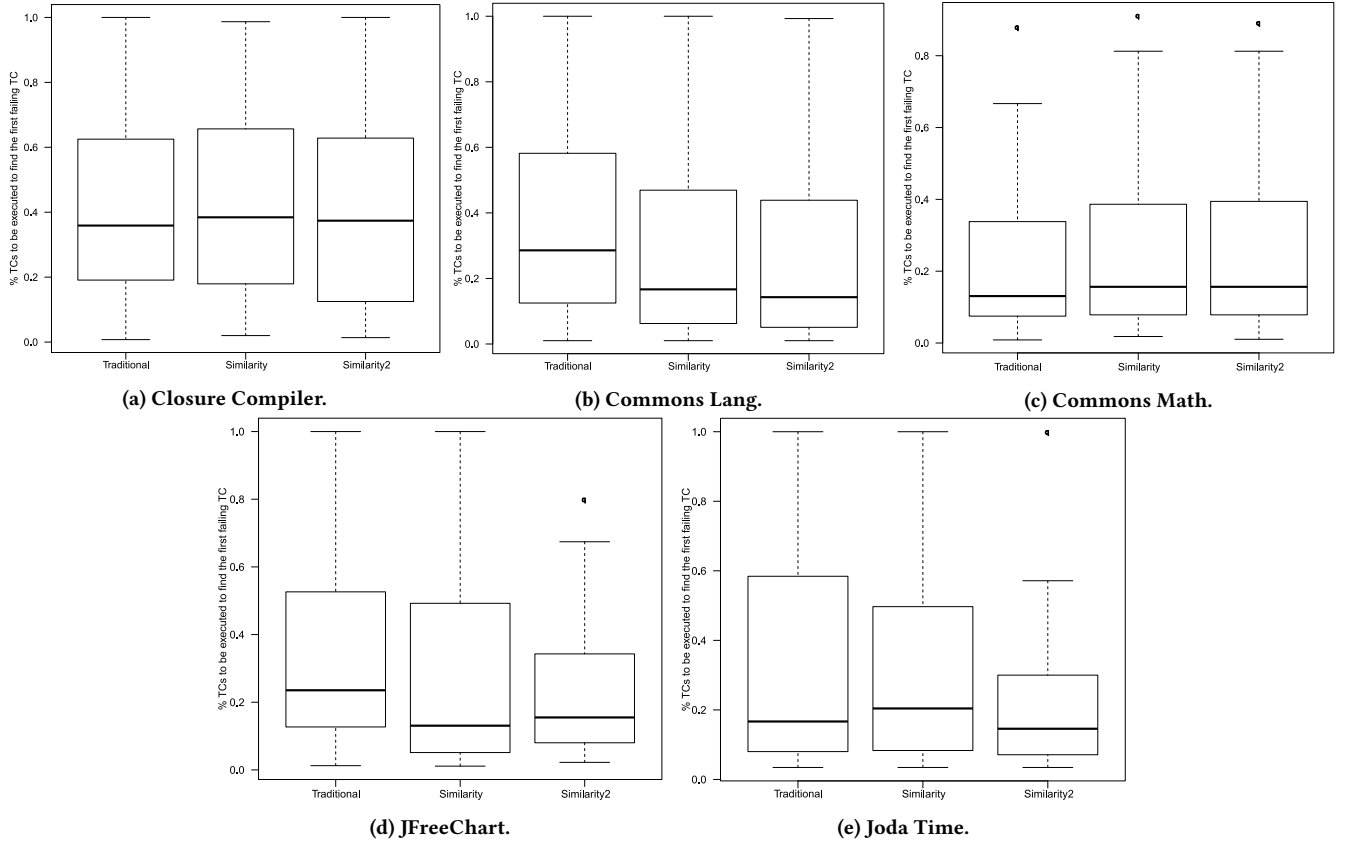 % TCs to be executed to find the first failing TC
1.0
0.8
0.6
0.4
0.2
0.0
Traditional
Similarity
Similarity2
(a) Closure Compiler.
% TCs to be executed to find the first failing TC
1.0
0.8
0.6
0.4
0.2
0.0
Traditional
Similarity
Similarity2
(b) Commons Lang.
% TCs to be executed to find the first failing TC
0.8
0.6
0.4
0.2
0.0
q
q
q
Traditional
Similarity
Similarity2
(c) Commons Math.
% TCs to be executed to find the first failing TC
1.0
0.8
0.6
0.4
0.2
0.0
q
Traditional
Similarity
Similarity2
(d) JFreeChart.
% TCs to be executed to find the first failing TC
1.0
0.8
0.6
0.4
0.2
0.0
q
Traditional
Similarity
Similarity2
(e) Joda Time.